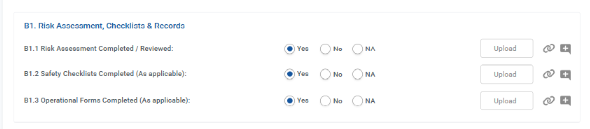 B1. Risk Assessment, Checklists & Records
B1.1 Risk Assessment Completed / Reviewed: Yes No NA Upload
B1.2 Safety Checklists Completed (As applicable): Yes No NA Upload
B1.3 Operational Forms Completed (As applicable): Yes No NA Upload